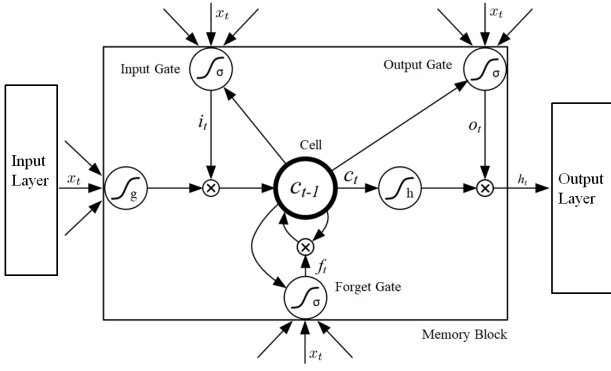 x_t
x_t
Input Gate
σ
Output Gate
σ
i_t
o_t
Cell
Input
Layer
x_t
g
c_{t-1}
c_t
h
h_t
Output
Layer
f_t
σ
Forget Gate
Memory Block
x_t